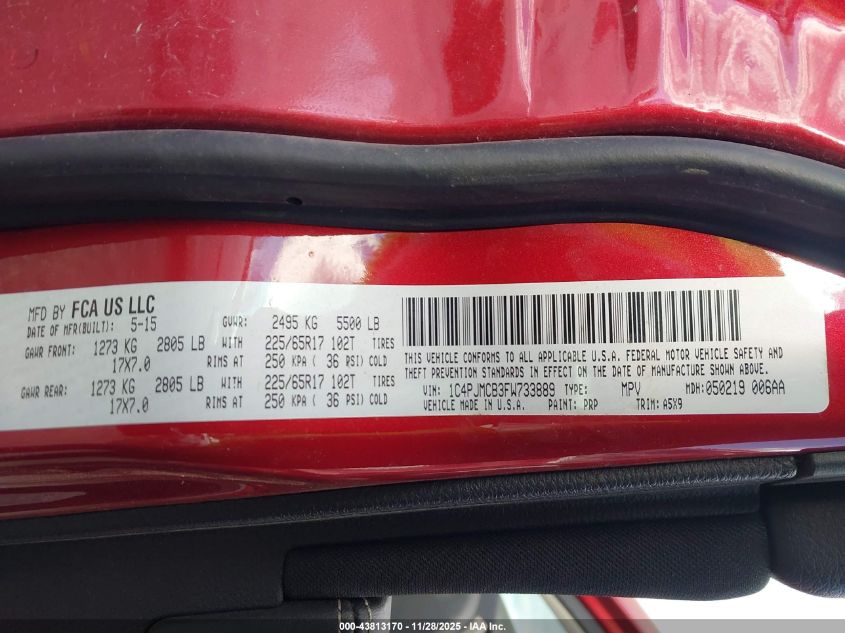 MFD BY FCA US LLC
DATE OF MFR(BUILT): 5-15 GVWR: 2495 KG 5500 LB
GAWR FRONT: 1273 KG 2805 LB WITH 225/65R17 102T TIRES
17X7.0 RIMS AT 250 KPA ( 36 PSI) COLD
GAWR REAR: 1273 KG 2805 LB WITH 225/65R17 102T TIRES
17X7.0 RIMS AT 250 KPA ( 36 PSI) COLD
THIS VEHICLE CONFORMS TO ALL APPLICABLE U.S.A. FEDERAL MOTOR VEHICLE SAFETY AND
THEFT PREVENTION STANDARDS IN EFFECT ON THE DATE OF MANUFACTURE SHOWN ABOVE.
VIN: 1C4PJMCB3FW733889 TYPE: MPV MDH: 050219 006AA
VEHICLE MADE IN U.S.A. PAINT: PRP TRIM: A5X9
000-43813170 | 11/28/2025 - IAA Inc.